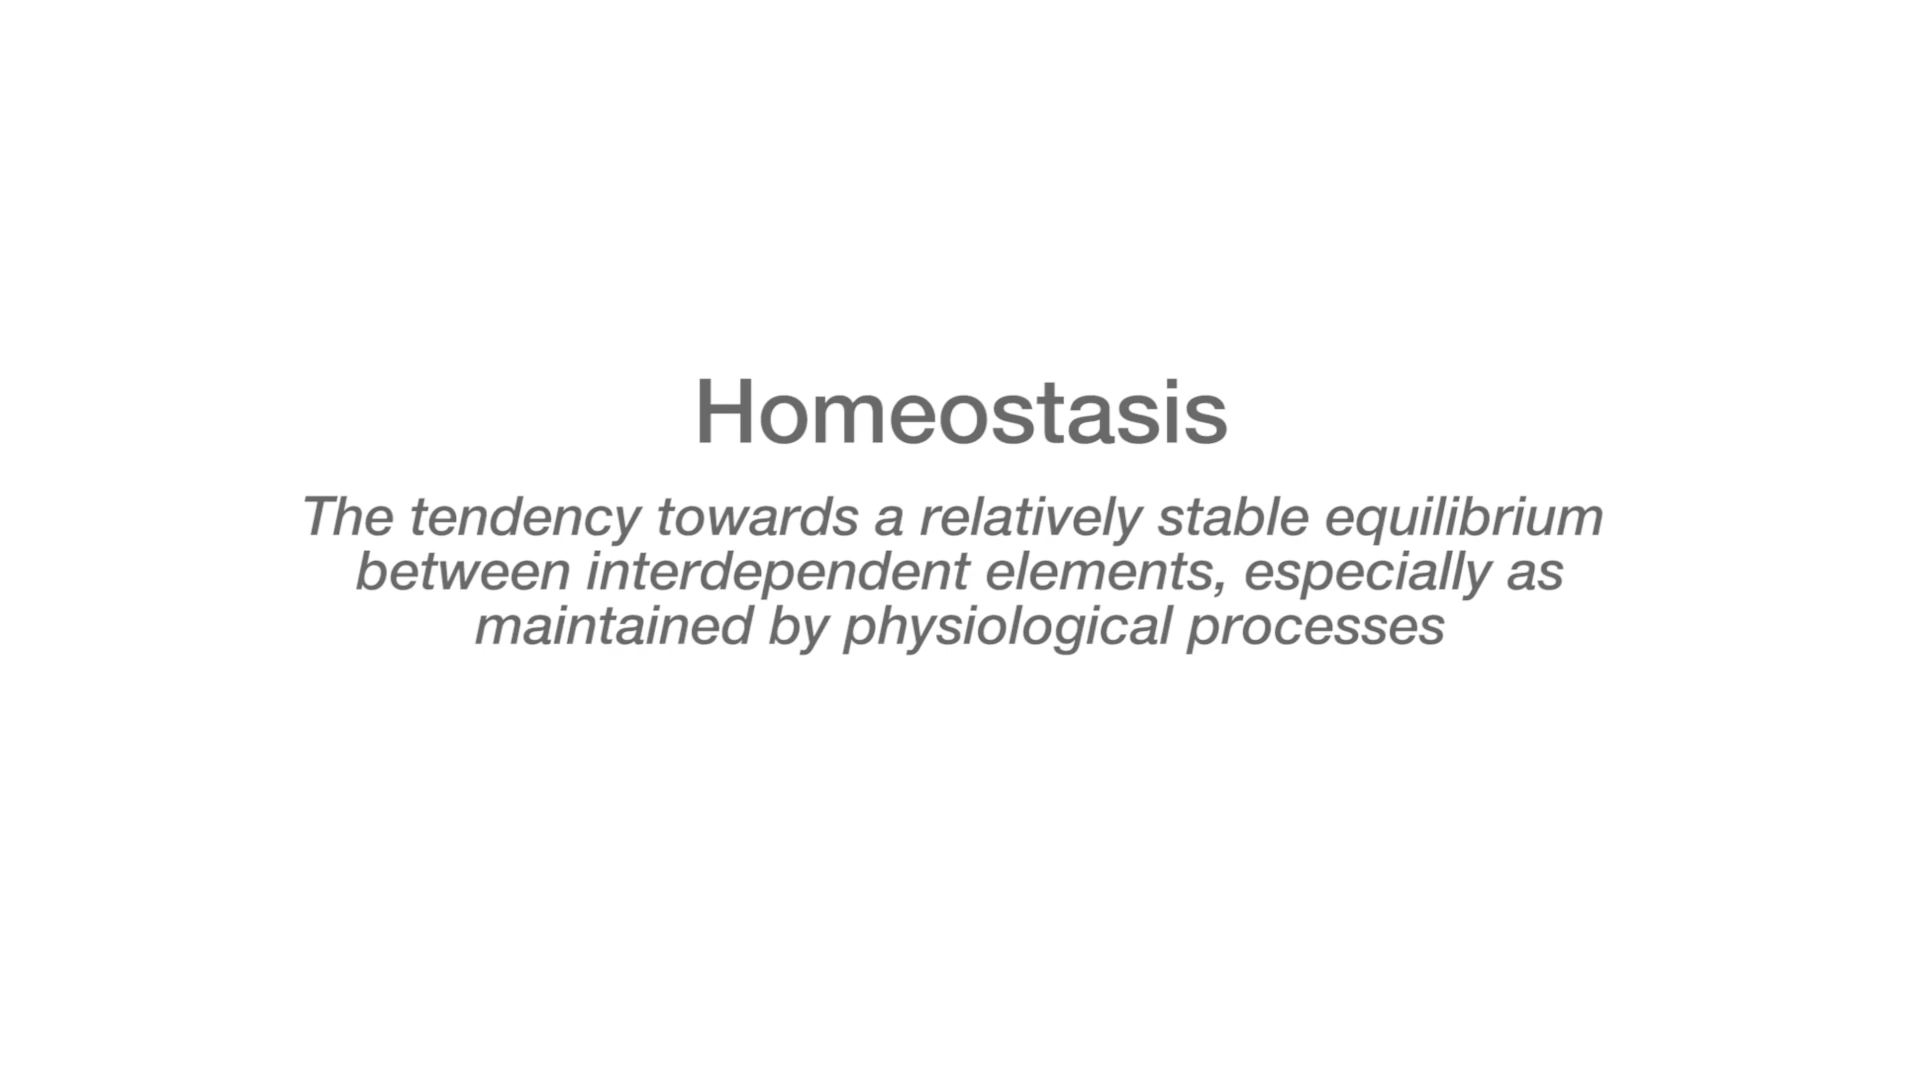 Homeostasis
The tendency towards a relatively stable equilibrium
between interdependent elements, especially as
maintained by physiological processes